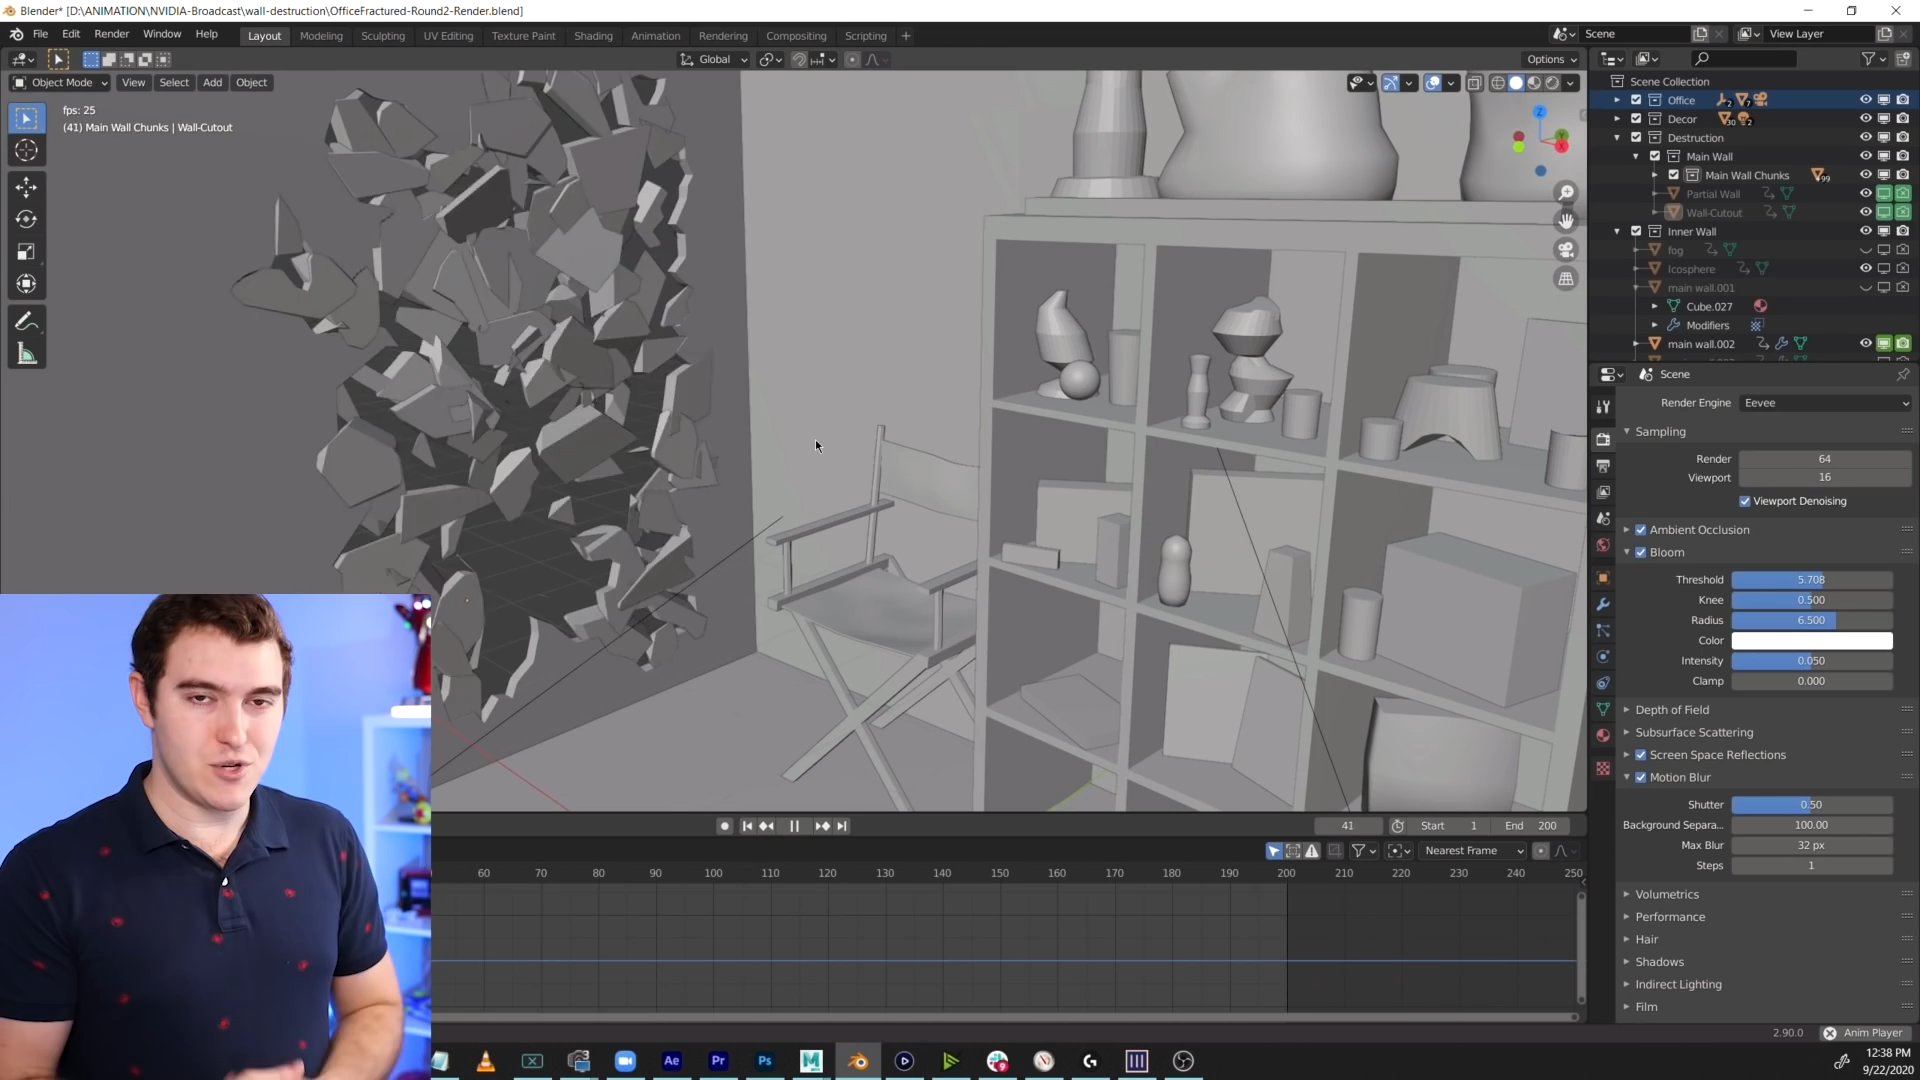 Blender* [D:\ANIMATION\NVIDIA-Broadcast\wall-destruction\OfficeFractured-Round2-Render.blend]
File Edit Render Window Help Layout Modeling Sculpting UV Editing Texture Paint Shading Animation Rendering Compositing Scripting + Scene View Layer
Global Options
Object Mode View Select Add Object
fps: 25
(41) Main Wall Chunks | Wall-Cutout
Scene Collection
Office 2 7
Decor 30 2
Destruction
Main Wall
Main Wall Chunks 99
Partial Wall
Wall-Cutout
Inner Wall
fog
Icosphere
main wall.001
Cube.027
Modifiers
main wall.002
Scene
Render Engine Eevee
Sampling
Render 64
Viewport 16
Viewport Denoising
Ambient Occlusion
Bloom
Threshold 5.708
Knee 0.500
Radius 6.500
Color
Intensity 0.050
Clamp 0.000
Depth of Field
Subsurface Scattering
Screen Space Reflections
Motion Blur
Shutter 0.50
Background Separa... 100.00
Max Blur 32 px
Steps 1
Volumetrics
Performance
Hair
Shadows
Indirect Lighting
Film
41 Start 1 End 200
Nearest Frame
60 70 80 90 100 110 120 130 140 150 160 170 180 190 200 210 220 230 240 250
2.90.0 Anim Player
Ae Pr Ps M
12:38 PM
9/22/2020